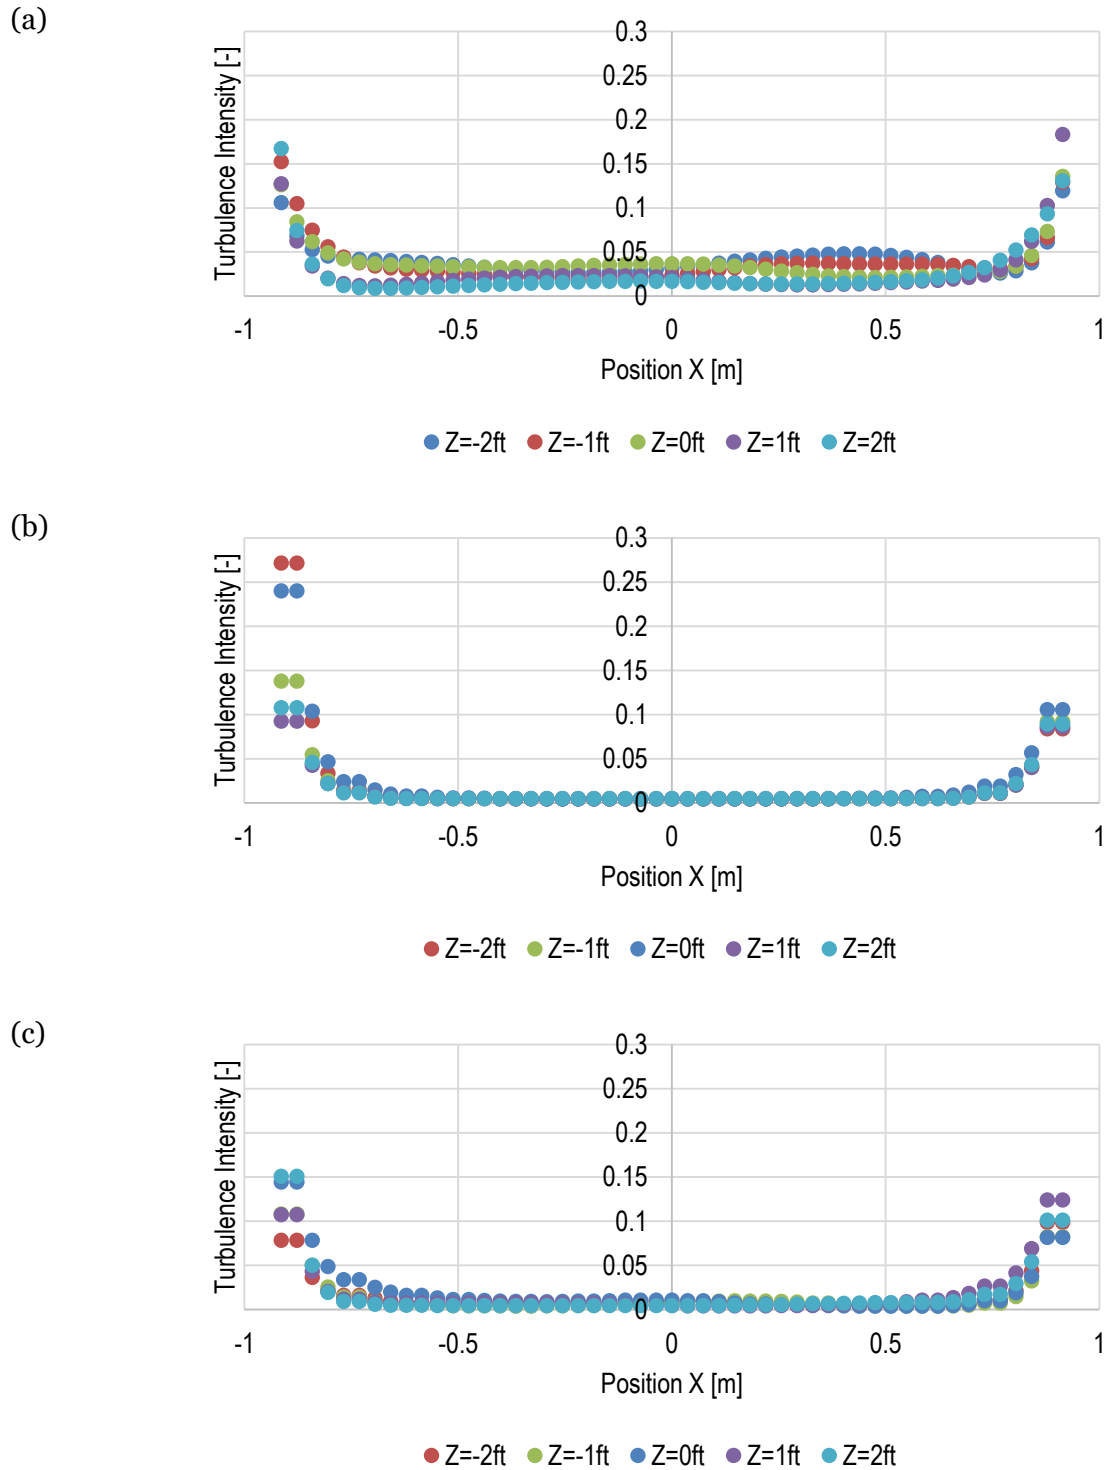 (a)
Turbulence Intensity [-]
0.3
0.25
0.2
0.15
0.1
0.05
0
-1 -0.5 0 0.5 1
Position X [m]
Z=-2ft Z=-1ft Z=0ft Z=1ft Z=2ft
(b)
Turbulence Intensity [-]
0.3
0.25
0.2
0.15
0.1
0.05
0
-1 -0.5 0 0.5 1
Position X [m]
Z=-2ft Z=-1ft Z=0ft Z=1ft Z=2ft
(c)
Turbulence Intensity [-]
0.3
0.25
0.2
0.15
0.1
0.05
0
-1 -0.5 0 0.5 1
Position X [m]
Z=-2ft Z=-1ft Z=0ft Z=1ft Z=2ft